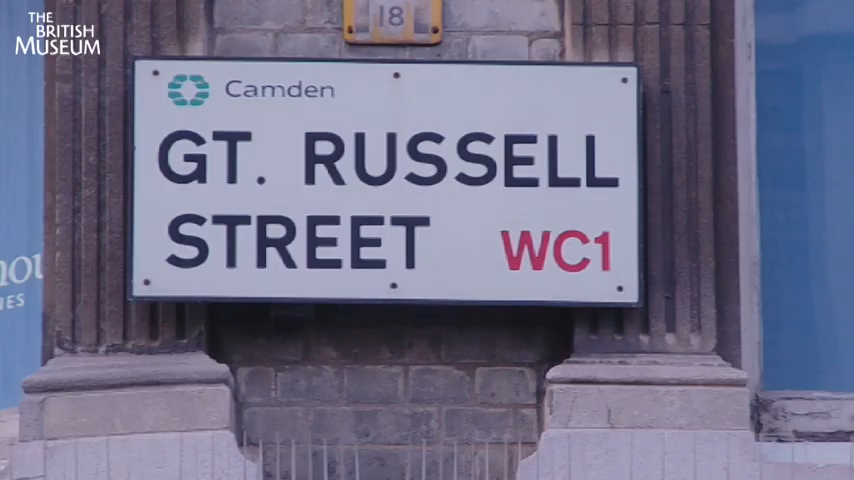 THE
BRITISH
MUSEUM
18
Camden
GT. RUSSELL
STREET WC1